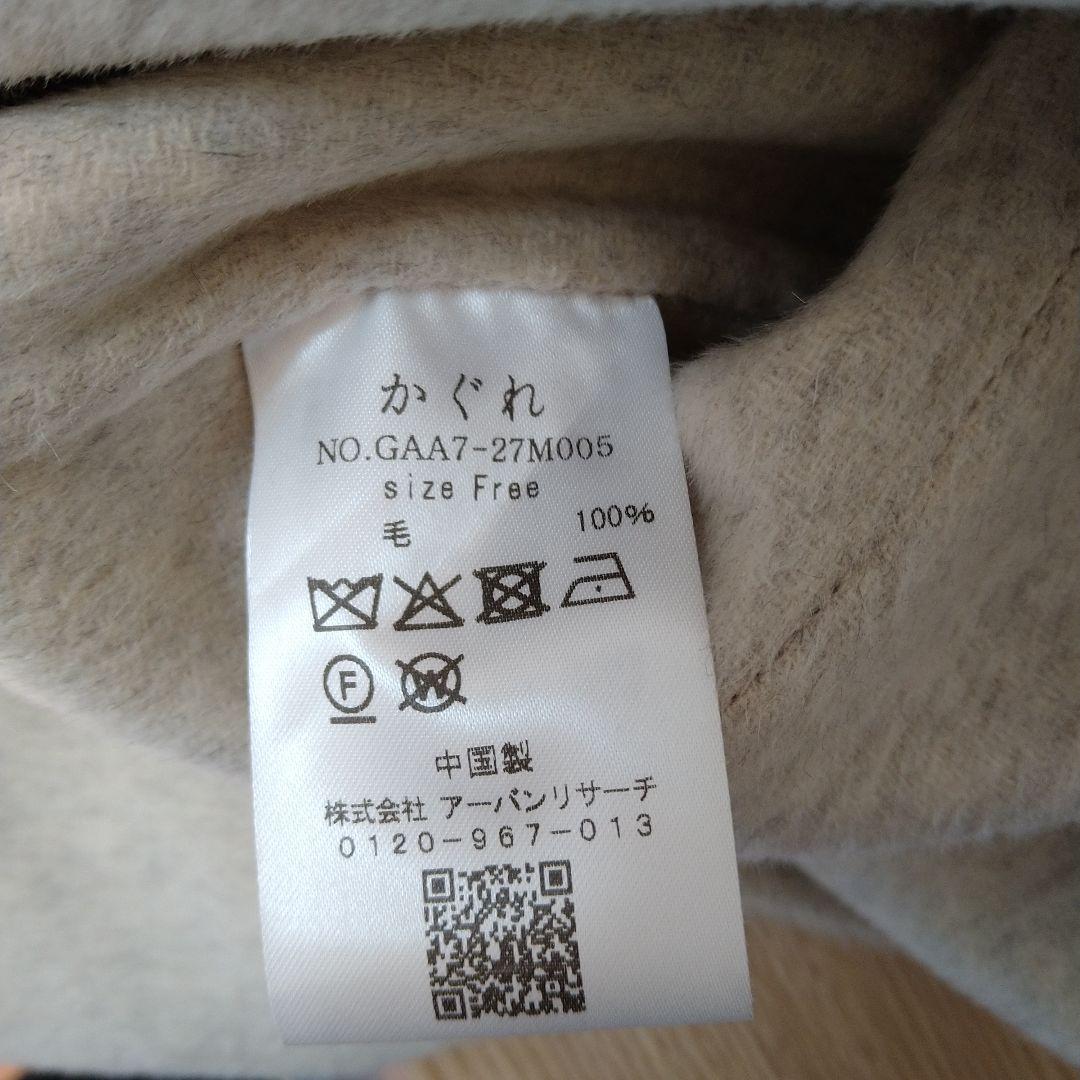 かぐれ
NO.GAA7-27M005
size Free
毛 100%
F W
中国製
株式会社 アーバンリサーチ
0120-967-013